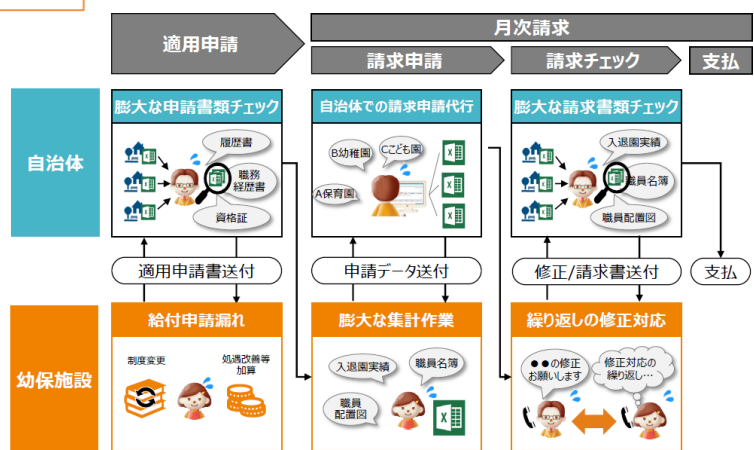 適用申請
月次請求
請求申請
請求チェック
支払
自治体
膨大な申請書類チェック
履歴書
職務
経歴書
資格証
自治体での請求申請代行
B幼稚園
Cこども園
A保育園
膨大な請求書類チェック
入退園実績
職員名簿
職員配置図
適用申請書送付
申請データ送付
修正/請求書送付
支払
幼保施設
給付申請漏れ
制度変更
処遇改善等
加算
膨大な集計作業
入退園実績
職員名簿
職員
配置図
繰り返しの修正対応
●●の修正
お願いします
修正対応の
繰り返し…